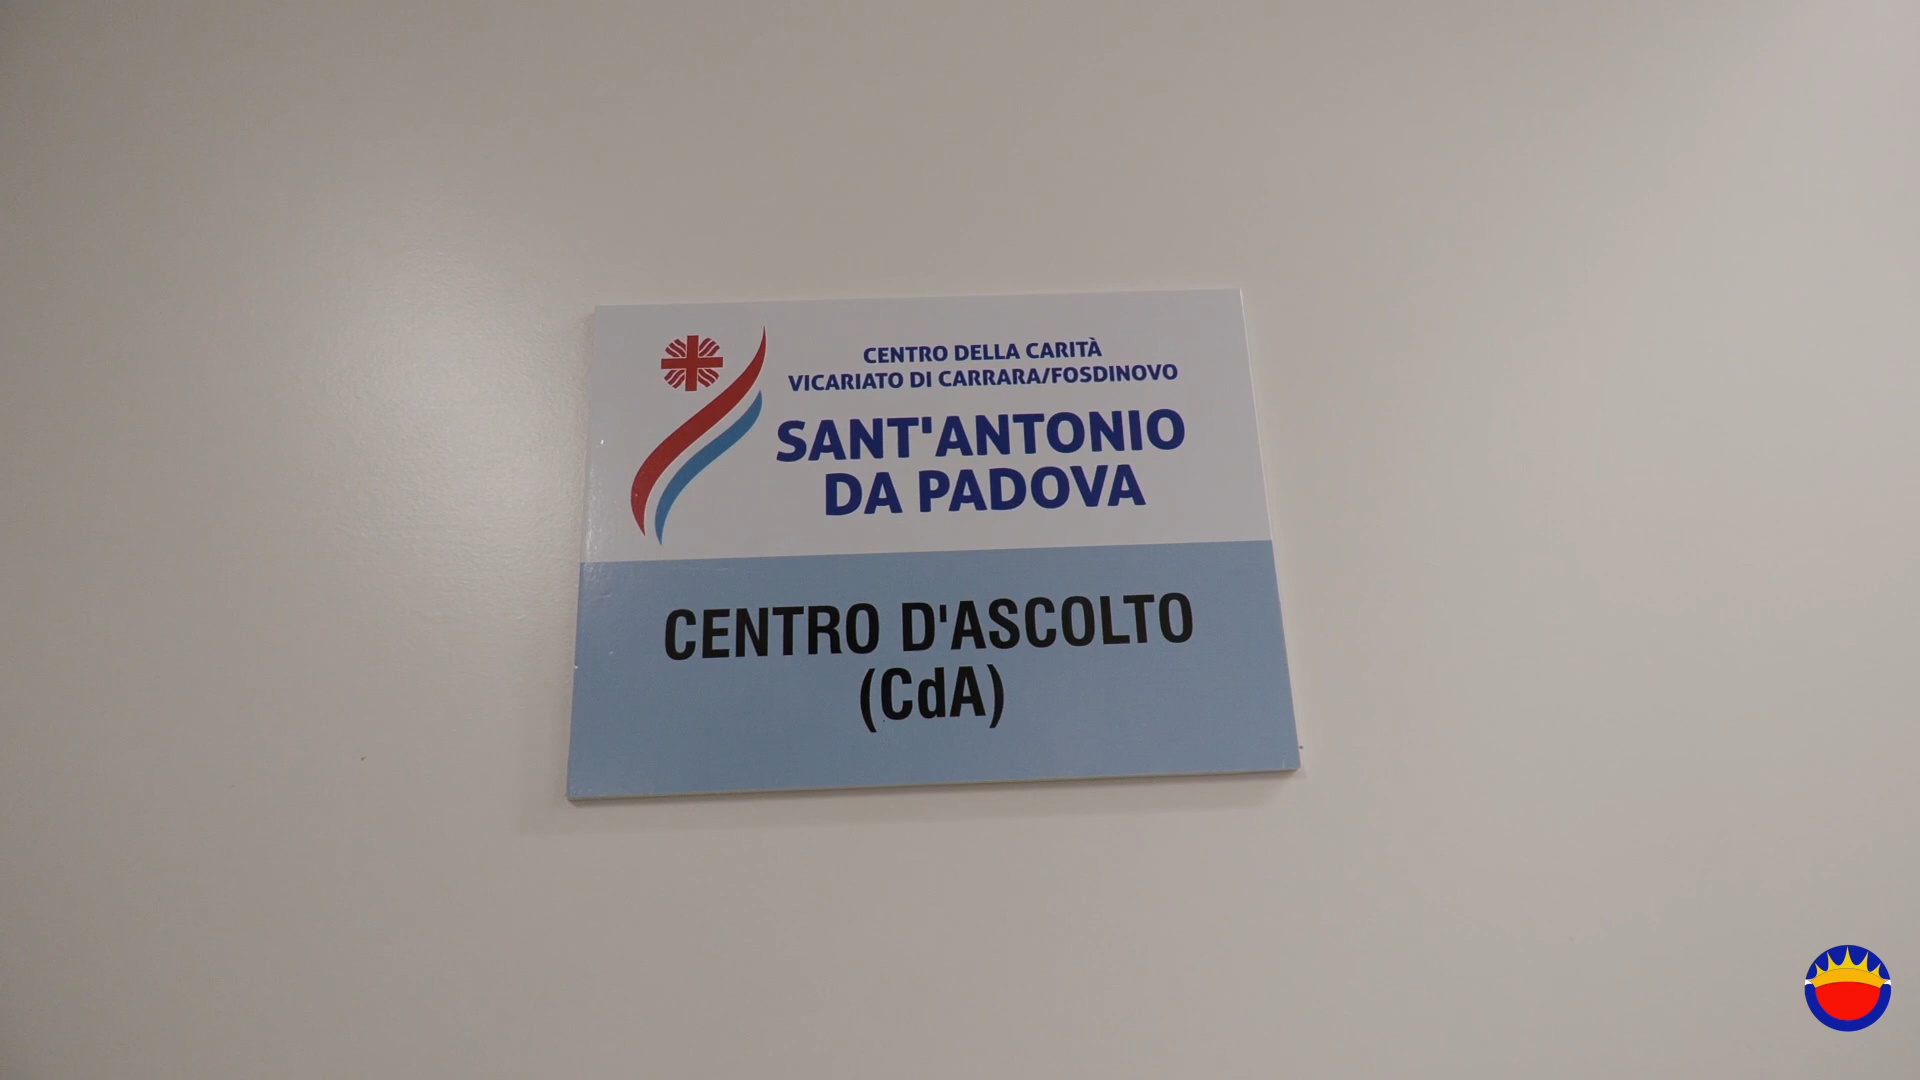 CENTRO DELLA CARITÀ
VICARIATO DI CARRARA/FOSDINOVO
SANT'ANTONIO
DA PADOVA
CENTRO D'ASCOLTO
(CdA)